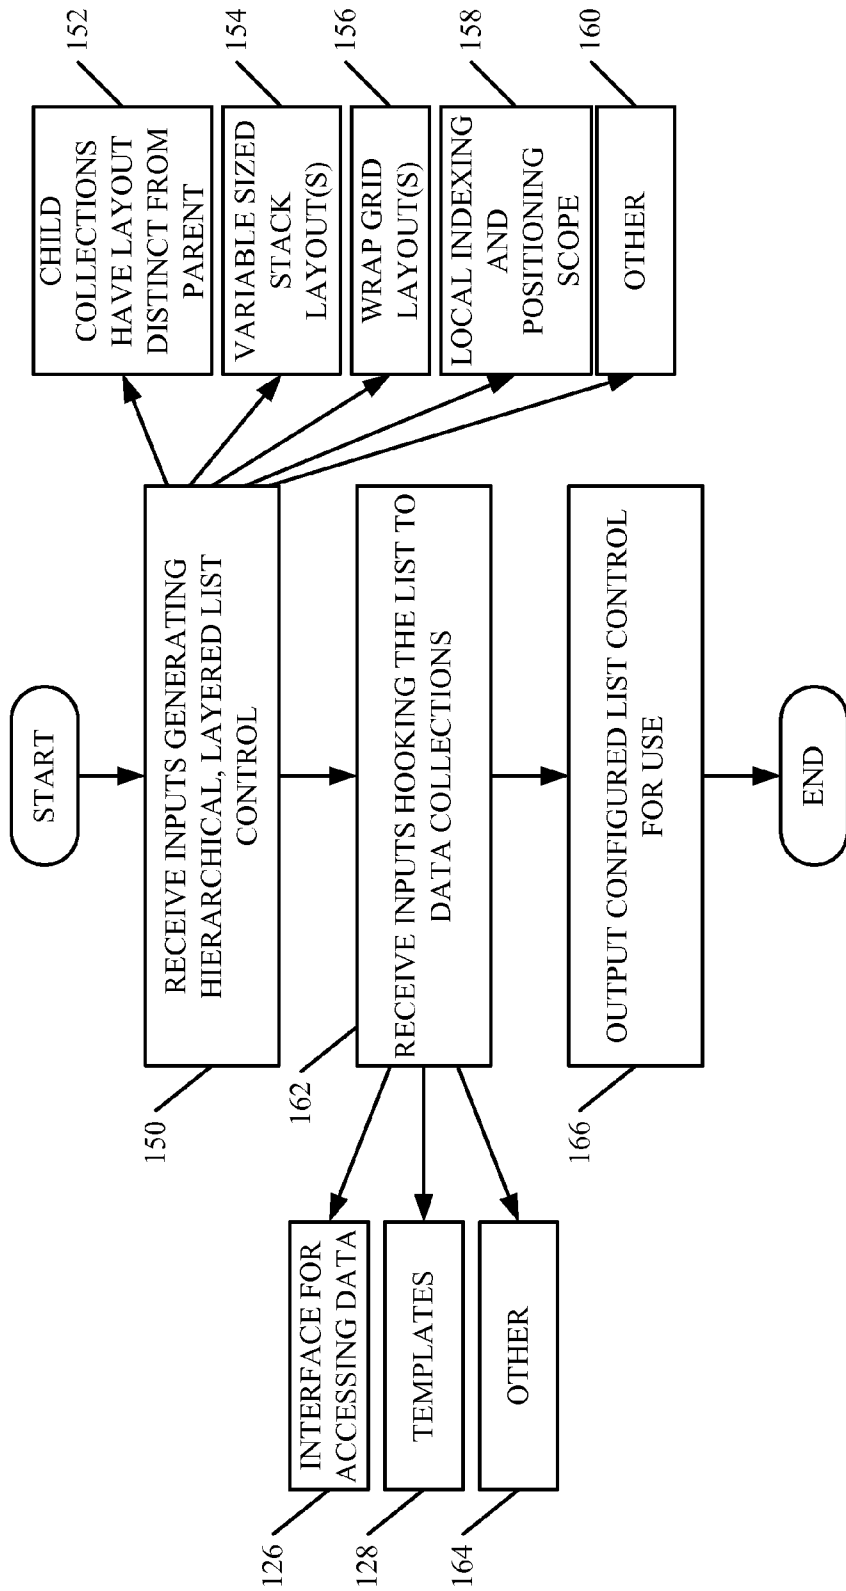 START
RECEIVE INPUTS GENERATING
HIERARCHICAL, LAYERED LIST
CONTROL
150
CHILD
COLLECTIONS
HAVE LAYOUT
DISTINCT FROM
PARENT
152
VARIABLE SIZED
STACK
LAYOUT(S)
154
WRAP GRID
LAYOUT(S)
156
LOCAL INDEXING
AND
POSITIONING
SCOPE
158
OTHER
160
RECEIVE INPUTS HOOKING THE LIST TO
DATA COLLECTIONS
162
INTERFACE FOR
ACCESSING DATA
126
TEMPLATES
128
OTHER
164
OUTPUT CONFIGURED LIST CONTROL
FOR USE
166
END